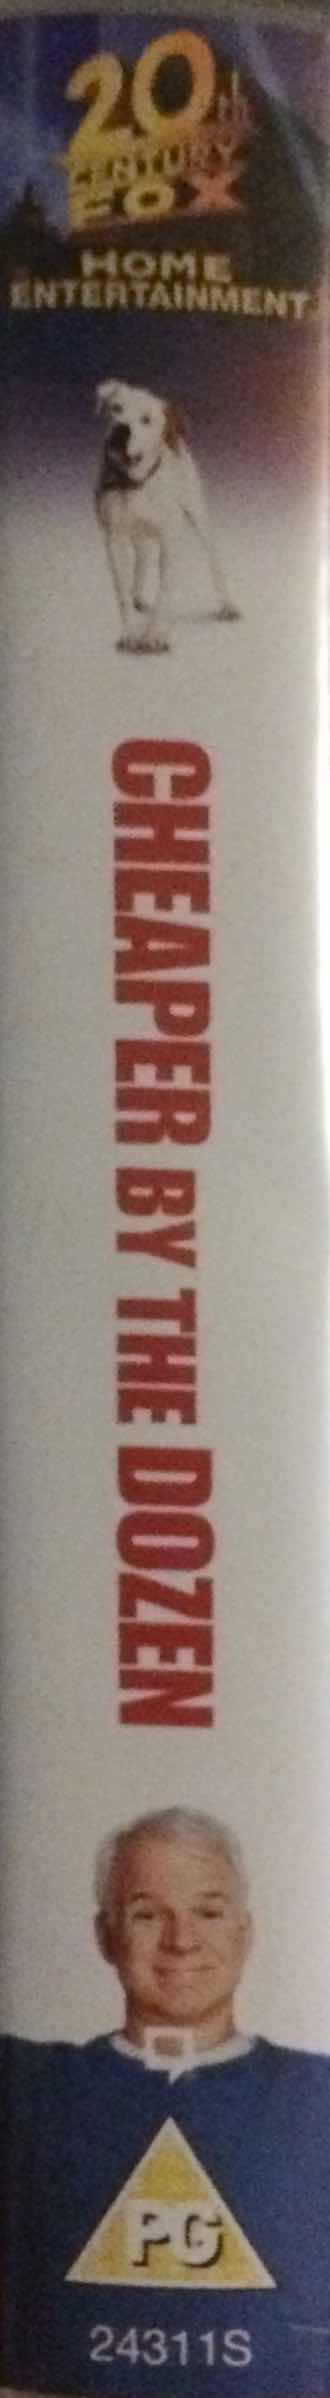 20th
CENTURY
FOX
HOME
ENTERTAINMENT
CHEAPER BY THE DOZEN
PG
24311S